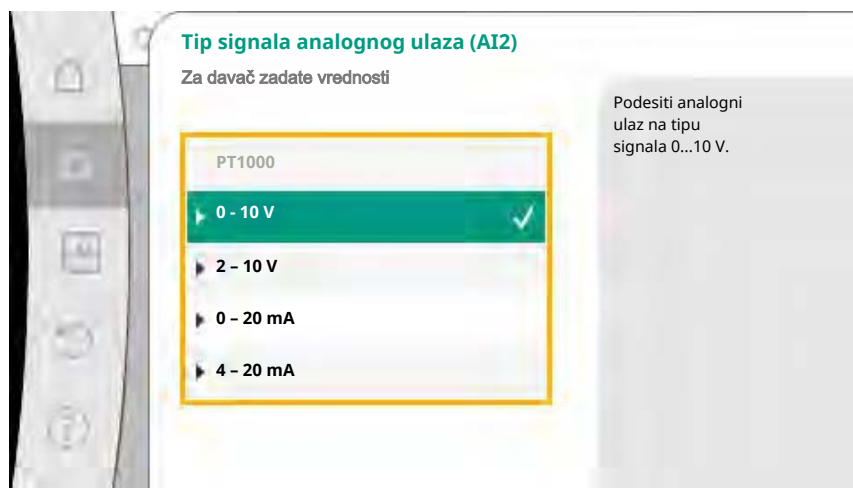 Tip signala analognog ulaza (AI2)
Za davač zadate vrednosti
PT1000
0 - 10 V
2 – 10 V
0 – 20 mA
4 – 20 mA
Podesiti analogni
ulaz na tipu
signala 0...10 V.